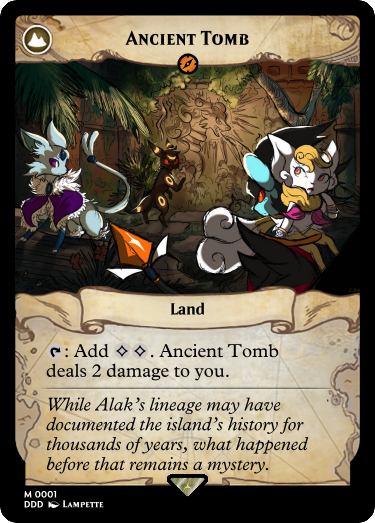 Ancient Tomb
Land
: Add . Ancient Tomb
deals 2 damage to you.
While Alak's lineage may have
documented the island's history for
thousands of years, what happened
before that remains a mystery.
M 0001
DDD Lampette